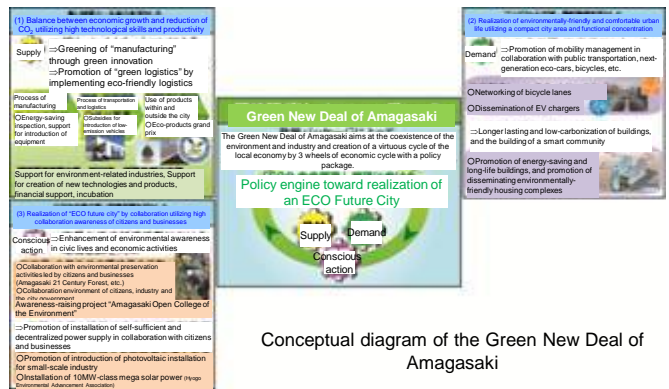 (1) Balance between economic growth and reduction of
CO2 utilizing high technological skills and productivity
Supply
⇒Greening of “manufacturing”
through green innovation
⇒Promotion of “green logistics” by
implementing eco-friendly logistics
Process of
manufacturing
Process of transportation
and logistics
Use of products
within and
outside the city
○Energy-saving
inspection, support
for introduction of
equipment
○Subsidies for
introduction of low-
emission vehicles
○Eco-products grand
prix
Support for environment-related industries, Support
for creation of new technologies and products,
financial support, incubation
(2) Realization of environmentally-friendly and comfortable urban
life utilizing a compact city area and functional concentration
Demand
⇒Promotion of mobility management in
collaboration with public transportation, next-
generation eco-cars, bicycles, etc.
○Networking of bicycle lanes
○Dissemination of EV chargers
⇒Longer lasting and low-carbonization of buildings,
and the building of a smart community
○Promotion of energy-saving and
long-life buildings, and promotion of
disseminating environmentally-
friendly housing complexes
Green New Deal of Amagasaki
The Green New Deal of Amagasaki aims at the coexistence of the
environment and industry and creation of a virtuous cycle of the
local economy by 3 wheels of economic cycle with a policy
package.
Policy engine toward realization of
an ECO Future City
Supply
Demand
Conscious
action
(3) Realization of “ECO future city” by collaboration utilizing high
collaboration awareness of citizens and businesses
Conscious
action
⇒Enhancement of environmental awareness
in civic lives and economic activities
○Collaboration with environmental preservation
activities led by citizens and businesses
(Amagasaki 21 Century Forest, etc.)
○Collaboration environment of citizens, industry and
the city government
Awareness-raising project “Amagasaki Open College of
the Environment”
⇒Promotion of installation of self-sufficient and
decentralized power supply in collaboration with citizens
and businesses
○Promotion of introduction of photovoltaic installation
for small-scale industry
○Installation of 10MW-class mega solar power (Hyogo
Environmental Advancement Association)
Conceptual diagram of the Green New Deal of
Amagasaki